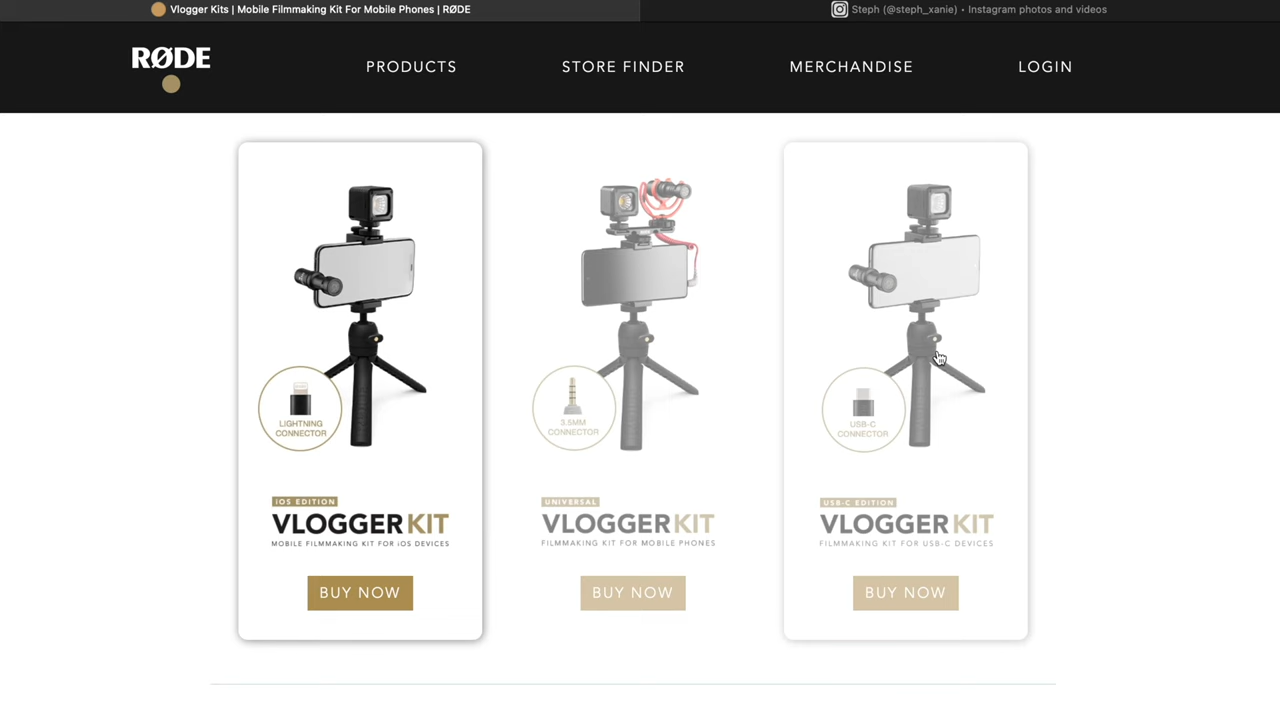 Vlogger Kits | Mobile Filmmaking Kit For Mobile Phones | RØDE
Steph (@steph_xanie) • Instagram photos and videos
RØDE
PRODUCTS
STORE FINDER
MERCHANDISE
LOGIN
LIGHTNING
CONNECTOR
iOS EDITION
VLOGGER KIT
MOBILE FILMMAKING KIT FOR iOS DEVICES
BUY NOW
3.5MM
CONNECTOR
UNIVERSAL
VLOGGER KIT
FILMMAKING KIT FOR MOBILE PHONES
BUY NOW
USB-C
CONNECTOR
USB-C EDITION
VLOGGER KIT
FILMMAKING KIT FOR USB-C DEVICES
BUY NOW